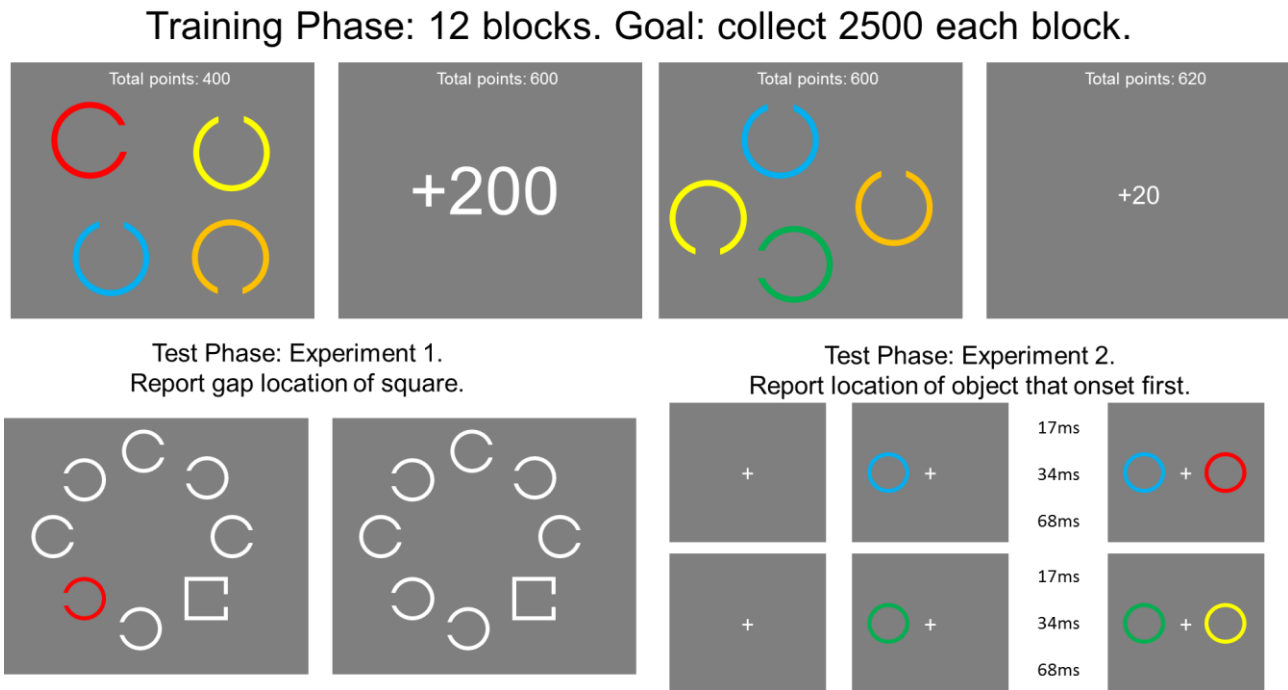 Training Phase: 12 blocks. Goal: collect 2500 each block.
Total points: 400
Total points: 600
Total points: 600
Total points: 620
+200
+20
Test Phase: Experiment 1.
Report gap location of square.
Test Phase: Experiment 2.
Report location of object that onset first.
17ms
34ms
68ms
17ms
34ms
68ms